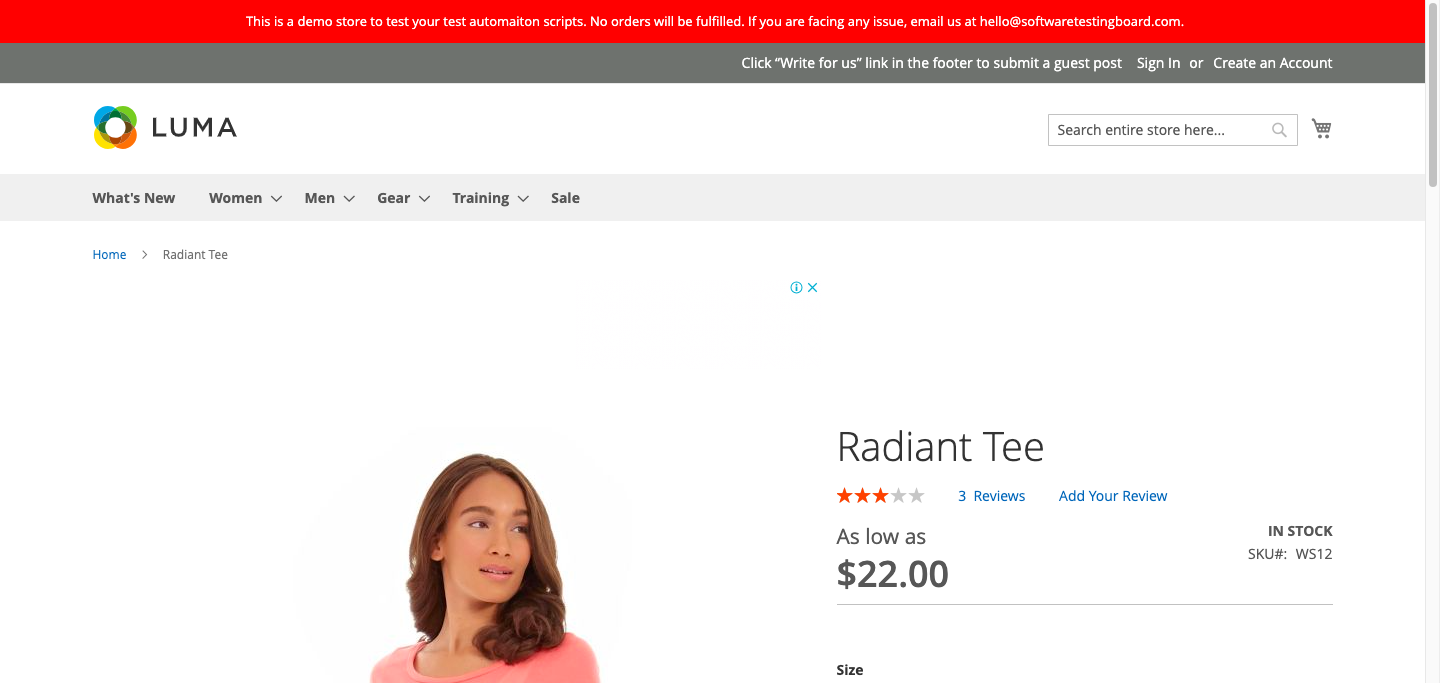 This is a demo store to test your test automaiton scripts. No orders will be fulfilled. If you are facing any issue, email us at hello@softwaretestingboard.com.
Click “Write for us” link in the footer to submit a guest post Sign In or Create an Account
LUMA
Search entire store here...
What's New Women Men Gear Training Sale
Home Radiant Tee
Radiant Tee
3 Reviews Add Your Review
As low as
IN STOCK
$22.00
SKU#: WS12
Size